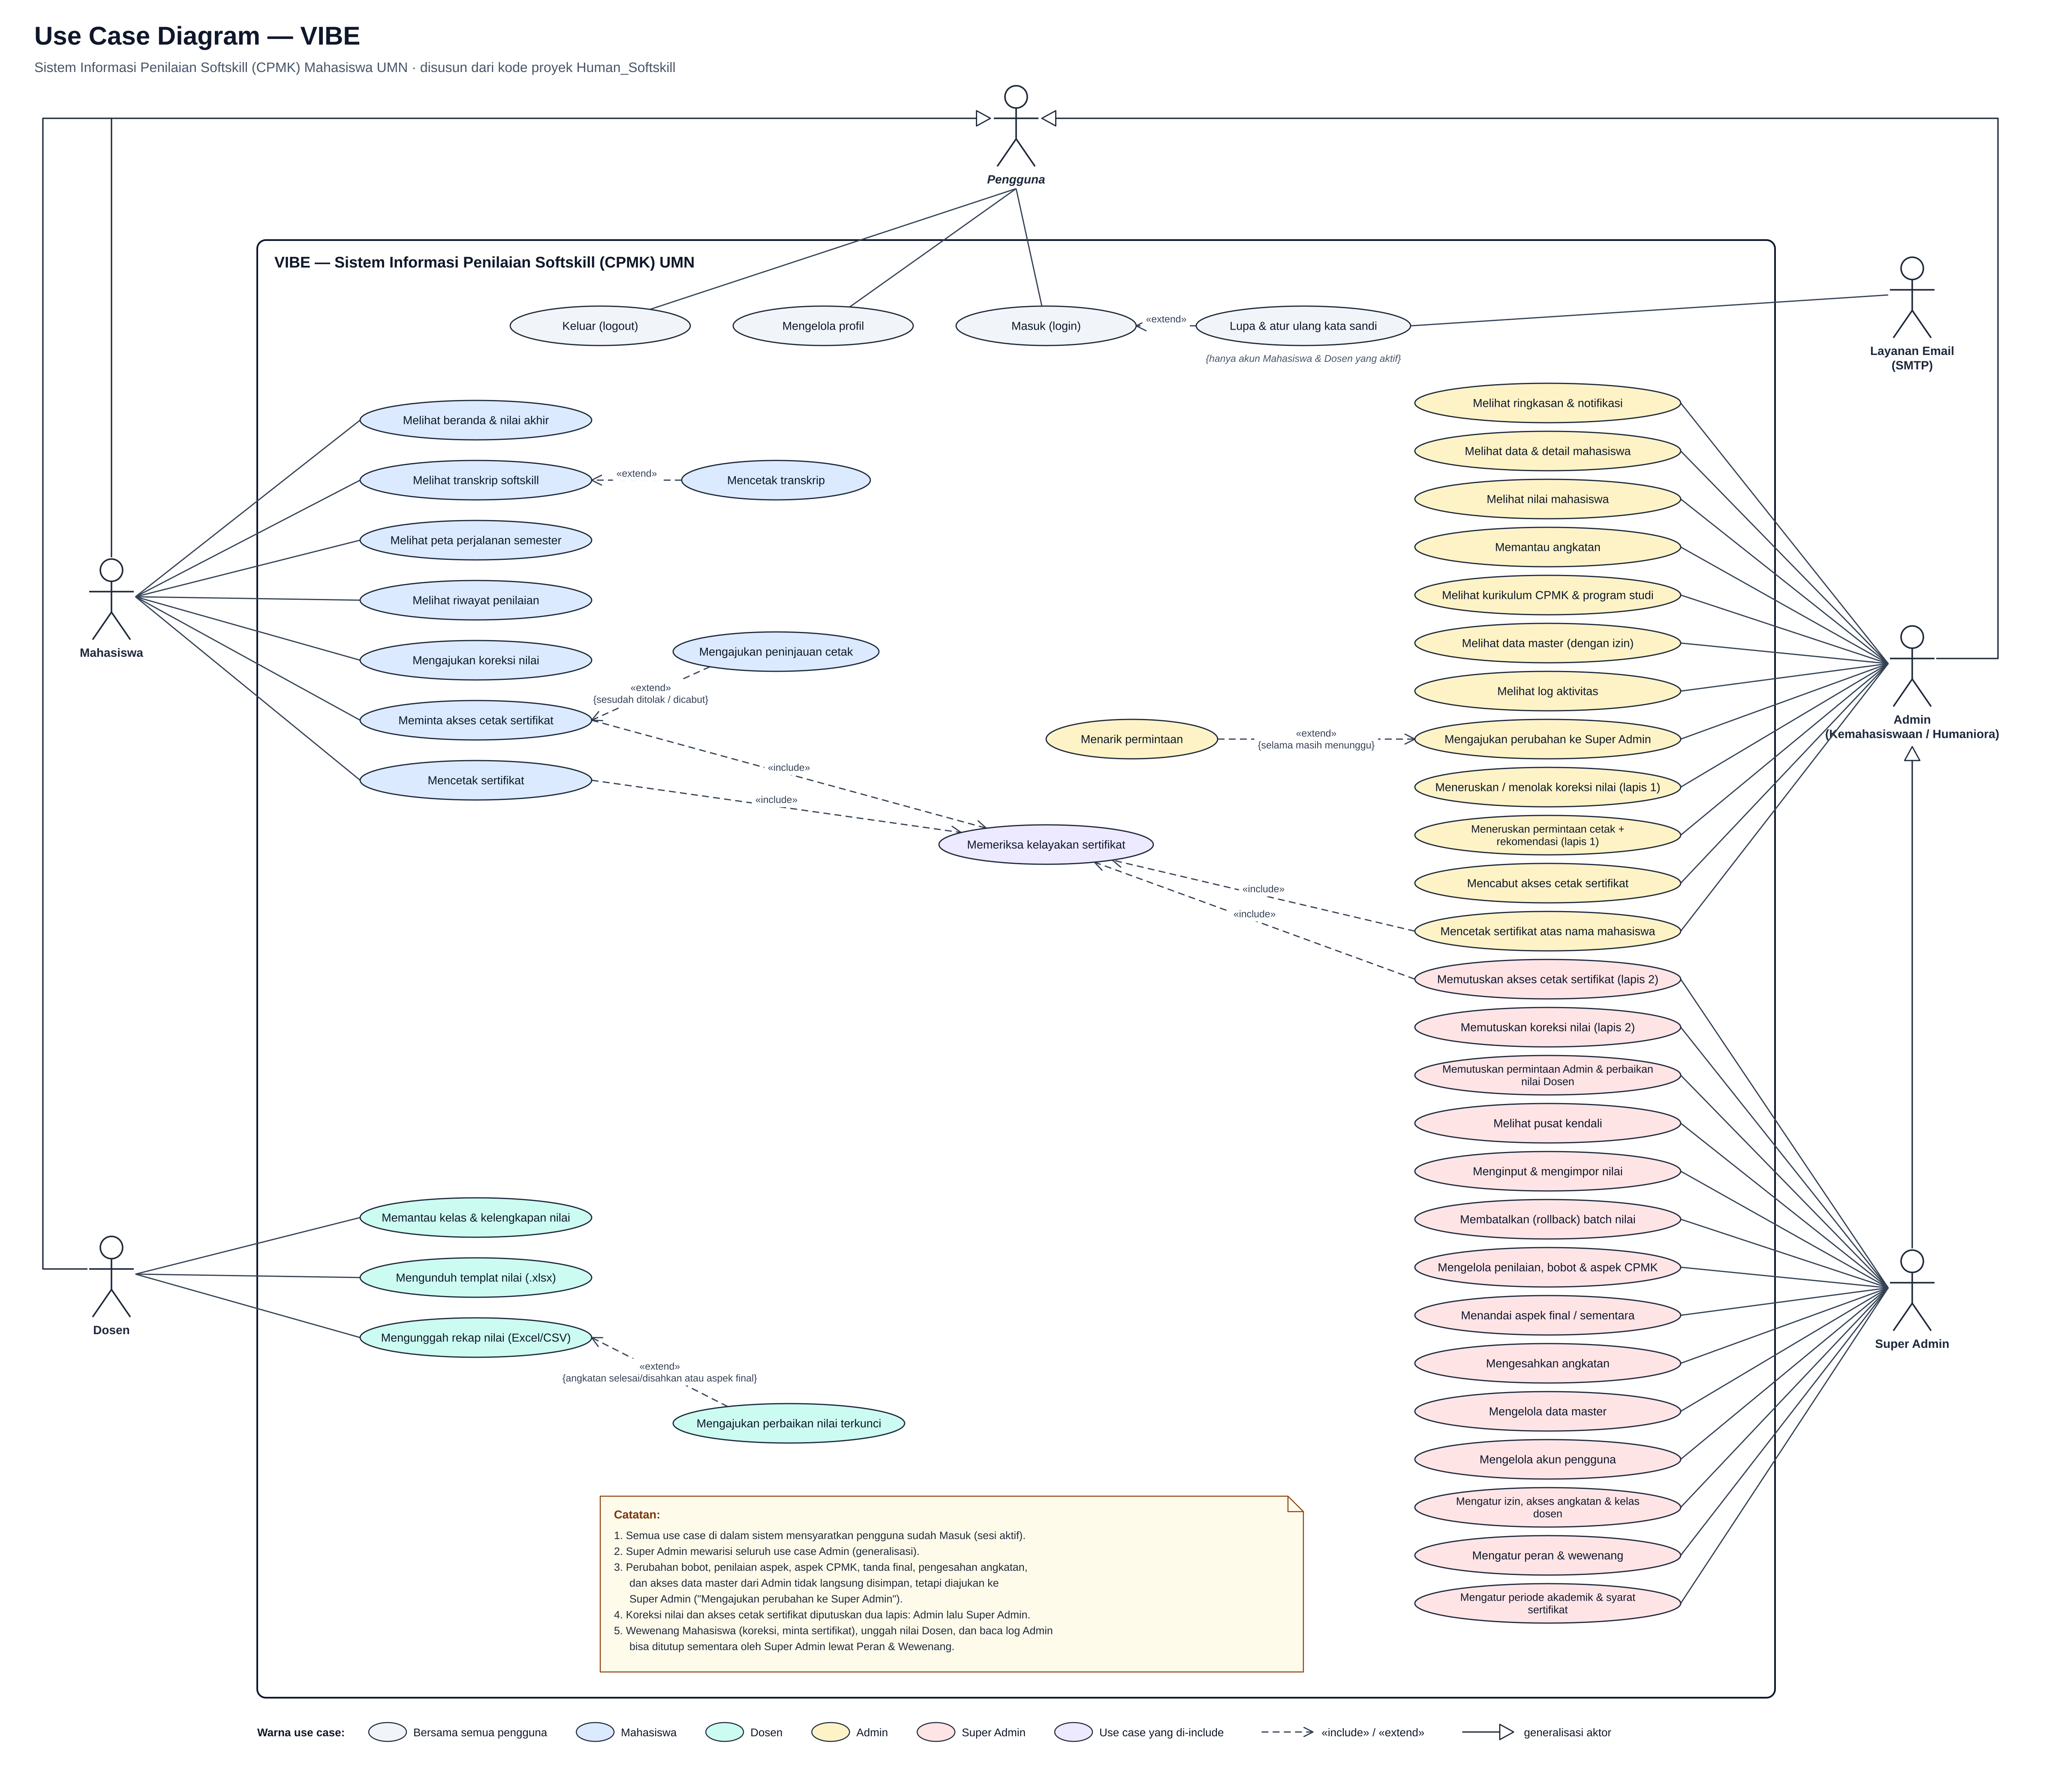 Use Case Diagram — VIBE
Sistem Informasi Penilaian Softskill (CPMK) Mahasiswa UMN · disusun dari kode proyek Human_Softskill
Pengguna
VIBE — Sistem Informasi Penilaian Softskill (CPMK) UMN
Keluar (logout)
Mengelola profil
Masuk (login)
«extend»
Lupa & atur ulang kata sandi
{hanya akun Mahasiswa & Dosen yang aktif}
Layanan Email
(SMTP)
Melihat beranda & nilai akhir
Melihat transkrip softskill
«extend»
Mencetak transkrip
Melihat peta perjalanan semester
Melihat riwayat penilaian
Mahasiswa
Mengajukan koreksi nilai
Mengajukan peninjauan cetak
«extend»
{sesudah ditolak / dicabut}
Meminta akses cetak sertifikat
Mencetak sertifikat
«include»
«include»
Memeriksa kelayakan sertifikat
«include»
«include»
Menarik permintaan
«extend»
{selama masih menunggu}
Melihat ringkasan & notifikasi
Melihat data & detail mahasiswa
Melihat nilai mahasiswa
Memantau angkatan
Melihat kurikulum CPMK & program studi
Melihat data master (dengan izin)
Melihat log aktivitas
Mengajukan perubahan ke Super Admin
Meneruskan / menolak koreksi nilai (lapis 1)
Meneruskan permintaan cetak +
rekomendasi (lapis 1)
Mencabut akses cetak sertifikat
Mencetak sertifikat atas nama mahasiswa
Admin
(Kemahasiswaan / Humaniora)
Memutuskan akses cetak sertifikat (lapis 2)
Memutuskan koreksi nilai (lapis 2)
Memutuskan permintaan Admin & perbaikan
nilai Dosen
Melihat pusat kendali
Menginput & mengimpor nilai
Membatalkan (rollback) batch nilai
Mengelola penilaian, bobot & aspek CPMK
Menandai aspek final / sementara
Mengesahkan angkatan
Mengelola data master
Mengelola akun pengguna
Mengatur izin, akses angkatan & kelas
dosen
Mengatur peran & wewenang
Mengatur periode akademik & syarat
sertifikat
Super Admin
Memantau kelas & kelengkapan nilai
Mengunduh templat nilai (.xlsx)
Dosen
Mengunggah rekap nilai (Excel/CSV)
«extend»
{angkatan selesai/disahkan atau aspek final}
Mengajukan perbaikan nilai terkunci
Catatan:
1. Semua use case di dalam sistem mensyaratkan pengguna sudah Masuk (sesi aktif).
2. Super Admin mewarisi seluruh use case Admin (generalisasi).
3. Perubahan bobot, penilaian aspek, aspek CPMK, tanda final, pengesahan angkatan,
dan akses data master dari Admin tidak langsung disimpan, tetapi diajukan ke
Super Admin ("Mengajukan perubahan ke Super Admin").
4. Koreksi nilai dan akses cetak sertifikat diputuskan dua lapis: Admin lalu Super Admin.
5. Wewenang Mahasiswa (koreksi, minta sertifikat), unggah nilai Dosen, dan baca log Admin
bisa ditutup sementara oleh Super Admin lewat Peran & Wewenang.
Warna use case:
Bersama semua pengguna
Mahasiswa
Dosen
Admin
Super Admin
Use case yang di-include
«include» / «extend»
generalisasi aktor